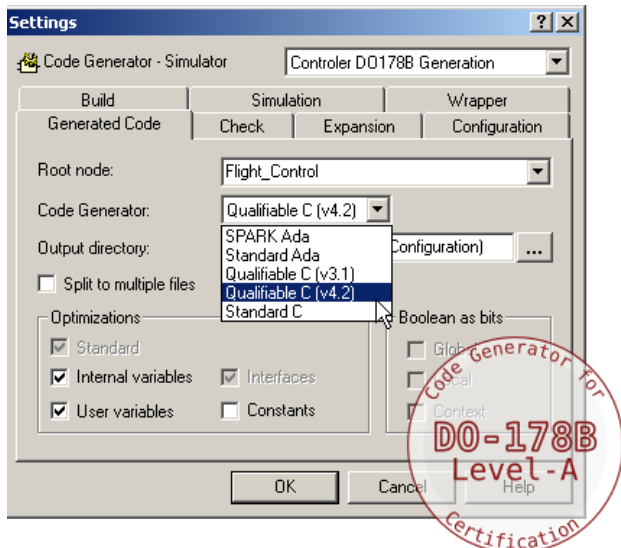 Settings
Code Generator - Simulator
Controler DO178B Generation
Build
Simulation
Wrapper
Generated Code
Check
Expansion
Configuration
Root node:
Flight_Control
Code Generator:
Qualifiable C (v4.2)
SPARK Ada
Standard Ada
Qualifiable C (v3.1)
Qualifiable C (v4.2)
Standard C
Output directory:
Configuration)
...
Split to multiple files
Optimizations
Standard
Internal variables
Interfaces
User variables
Constants
Boolean as bits
Global
Local
Context
OK
Cancel
Help
Code Generator for
DO-178B
Level-A
Certification